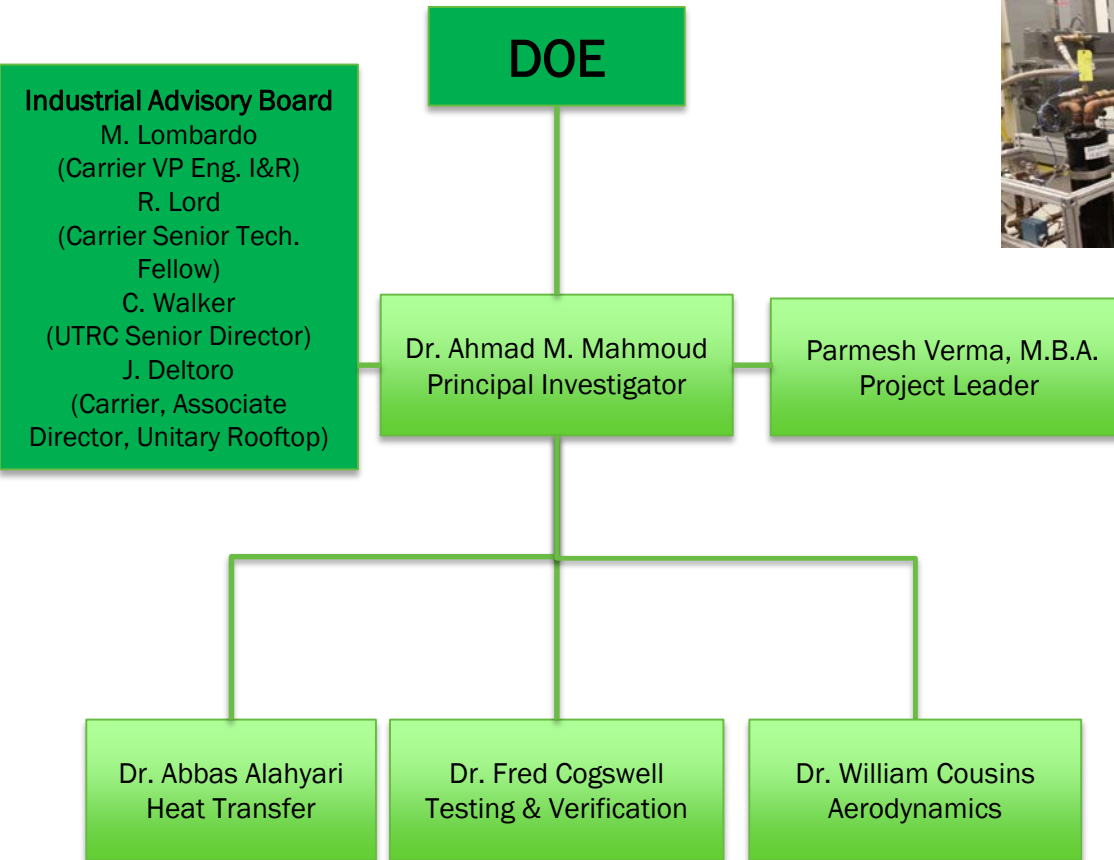 DOE
Industrial Advisory Board
M. Lombardo
(Carrier VP Eng. I&R)
R. Lord
(Carrier Senior Tech.
Fellow)
C. Walker
(UTRC Senior Director)
J. Deltoro
(Carrier, Associate
Director, Unitary Rooftop)
Dr. Ahmad M. Mahmoud
Principal Investigator
Parmesh Verma, M.B.A.
Project Leader
Dr. Abbas Alahyari
Heat Transfer
Dr. Fred Cogswell
Testing & Verification
Dr. William Cousins
Aerodynamics